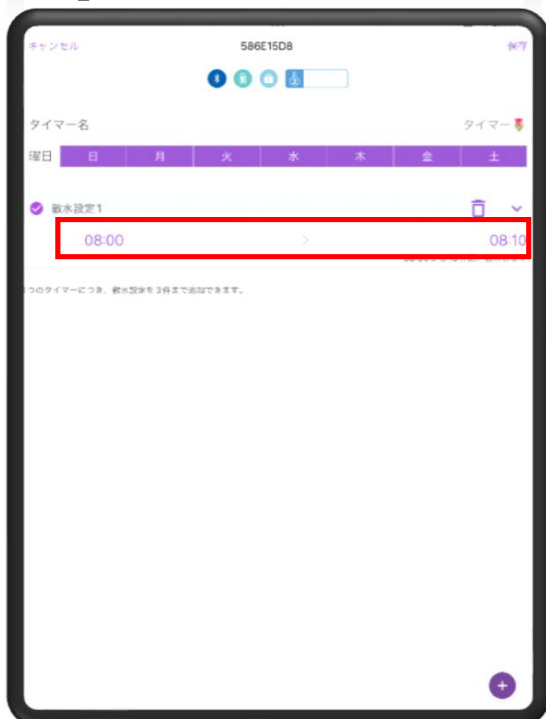 キャンセル 586E15D8 保存
タイマー名 タイマー🌷
曜日 日 月 火 水 木 金 土
散水設定1
08:00 > 08:10
1つのタイマーにつき、散水設定を3件まで追加できます。
+